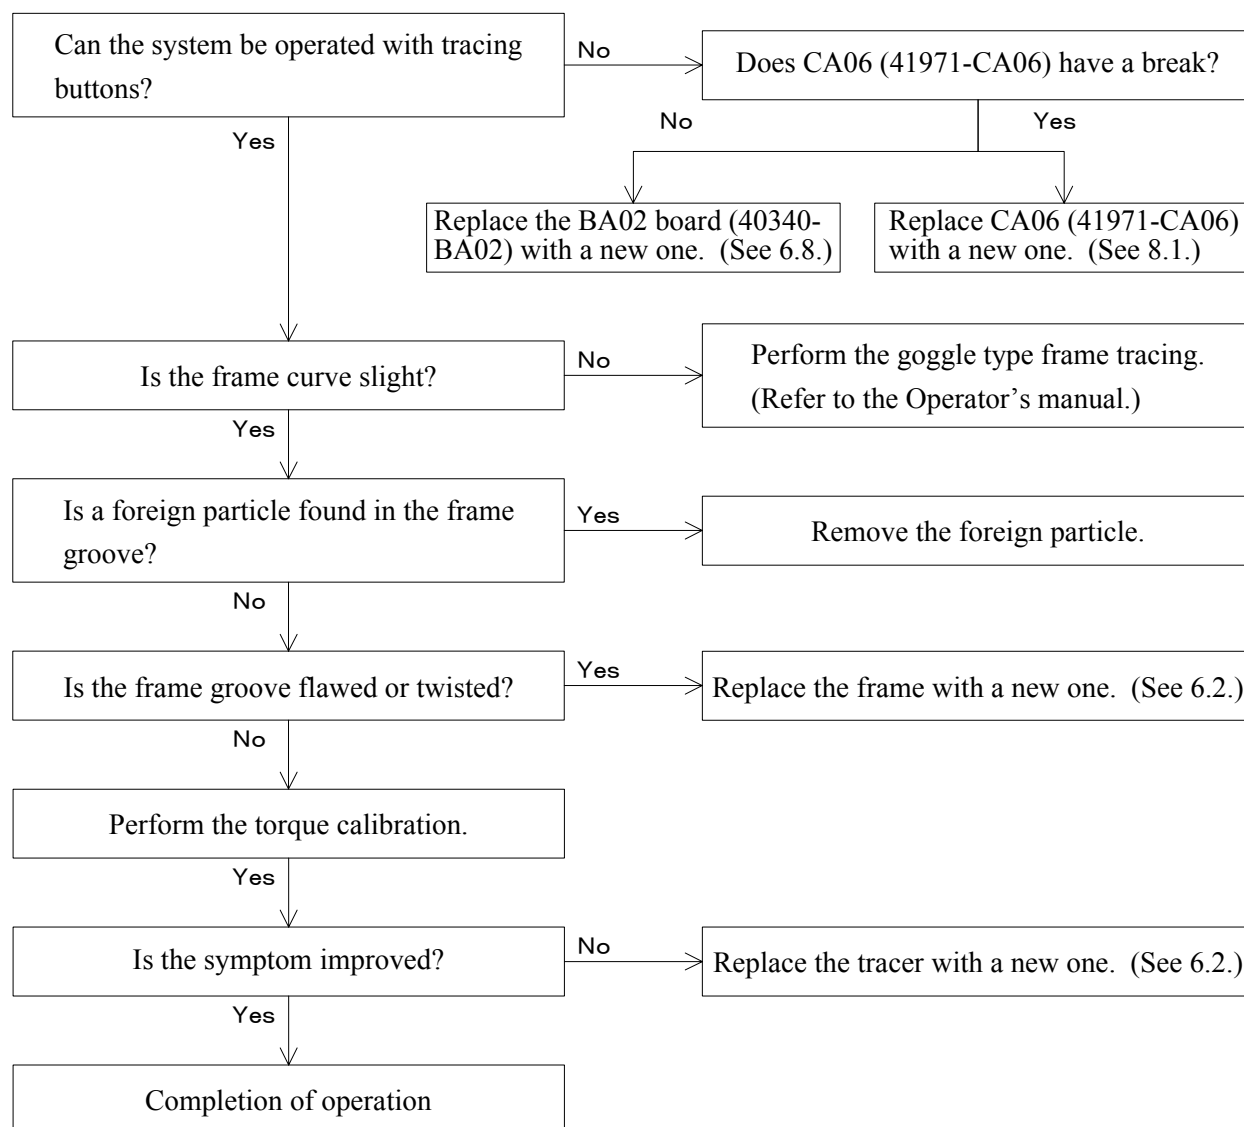 Can the system be operated with tracing
buttons?
No
Does CA06 (41971-CA06) have a break?
Yes
No
Yes
Replace the BA02 board (40340-
BA02) with a new one.  (See 6.8.)
Replace CA06 (41971-CA06)
with a new one.  (See 8.1.)
Is the frame curve slight?
No
Perform the goggle type frame tracing.
(Refer to the Operator’s manual.)
Yes
Is a foreign particle found in the frame
groove?
Yes
Remove the foreign particle.
No
Is the frame groove flawed or twisted?
Yes
Replace the frame with a new one.  (See 6.2.)
No
Perform the torque calibration.
Yes
Is the symptom improved?
No
Replace the tracer with a new one.  (See 6.2.)
Yes
Completion of operation